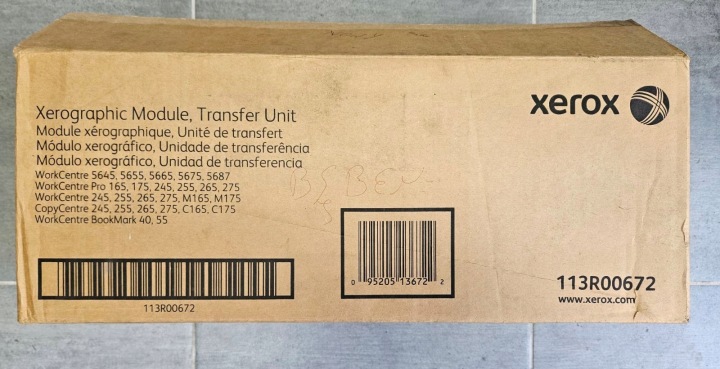 xerox
Xerographic Module, Transfer Unit
Module xérographique, Unité de transfert
Módulo xerográfico, Unidade de transferência
Módulo xerográfico, Unidad de transferencia
WorkCentre 5645, 5655, 5665, 5675, 5687
WorkCentre Pro 165, 175, 245, 255, 265, 275
WorkCentre 245, 255, 265, 275, M165, M175
CopyCentre 245, 255, 265, 275, C165, C175
WorkCentre BookMark 40, 55
113R00672
0 95205 13672 2
113R00672
www.xerox.com